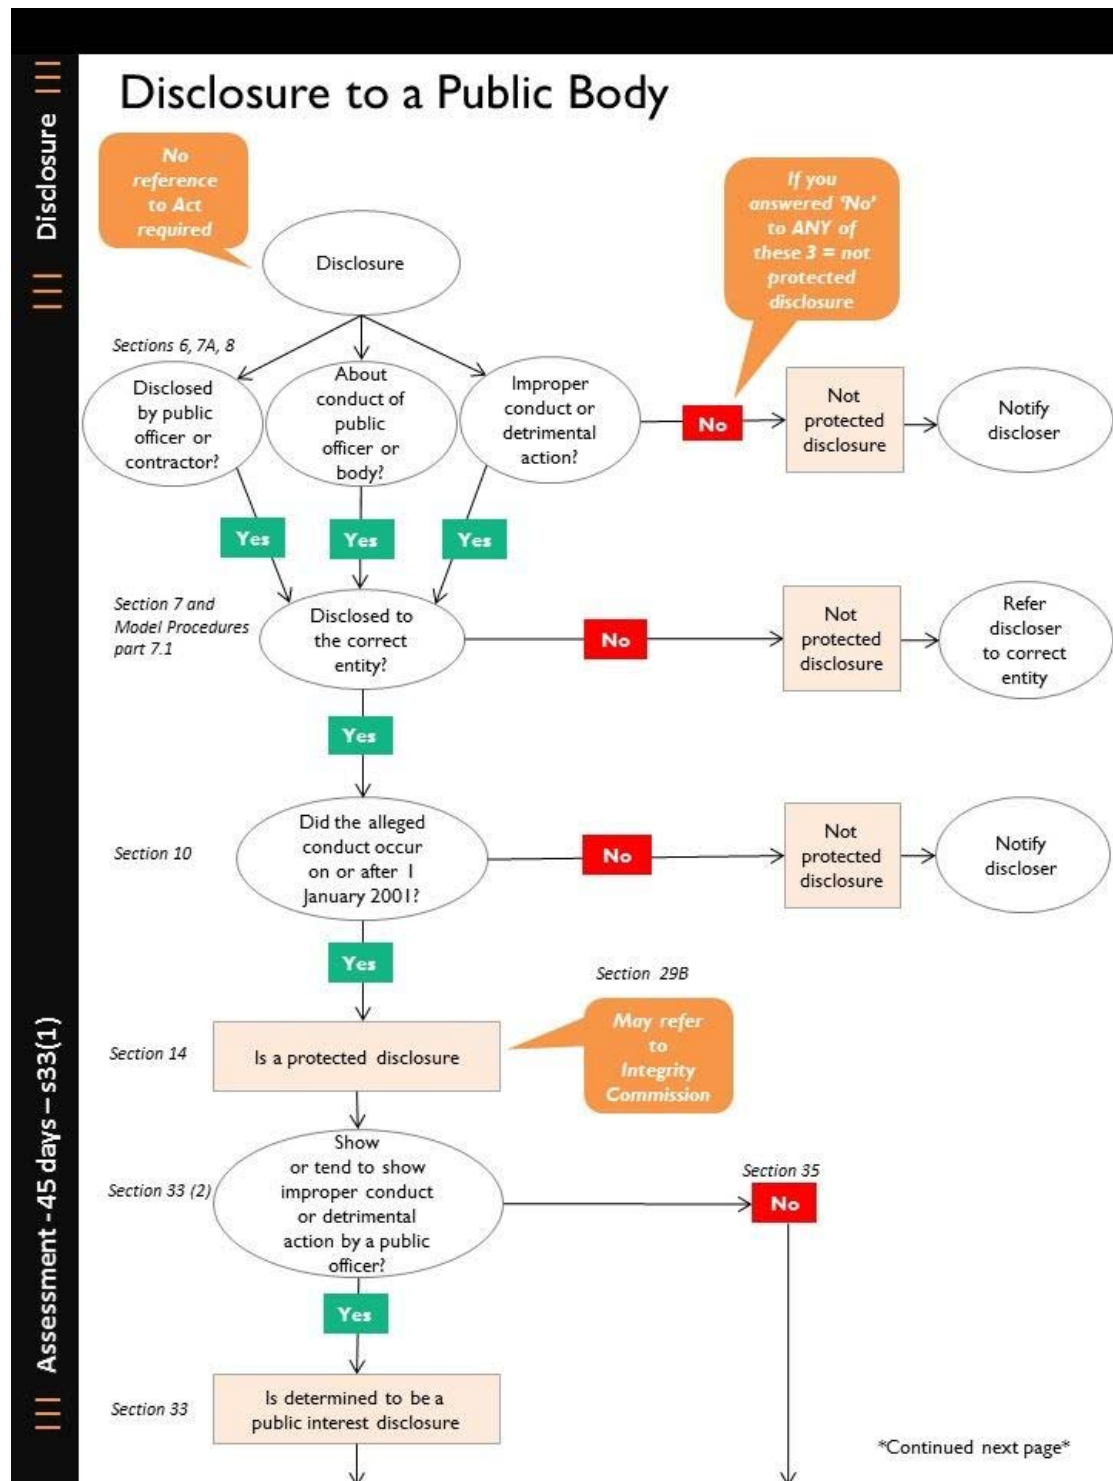 Disclosure to a Public Body
Disclosure
No
reference
to Act
required
If you
answered ‘No’
to ANY of
these 3 = not
protected
disclosure
Disclosure
Sections 6, 7A, 8
Disclosed
by public
officer or
contractor?
About
conduct of
public
officer or
body?
Improper
conduct or
detrimental
action?
No
Not
protected
disclosure
Notify
discloser
Yes
Yes
Yes
Section 7 and
Model Procedures
part 7.1
Disclosed to
the correct
entity?
No
Not
protected
disclosure
Refer
discloser
to correct
entity
Yes
Section 10
Did the alleged
conduct occur
on or after 1
January 2001?
No
Not
protected
disclosure
Notify
discloser
Yes
Assessment - 45 days – s33(1)
Section 29B
May refer
to
Integrity
Commission
Section 14
Is a protected disclosure
Section 33 (2)
Show
or tend to show
improper conduct
or detrimental
action by a public
officer?
Section 35
No
Yes
Section 33
Is determined to be a
public interest disclosure
*Continued next page*